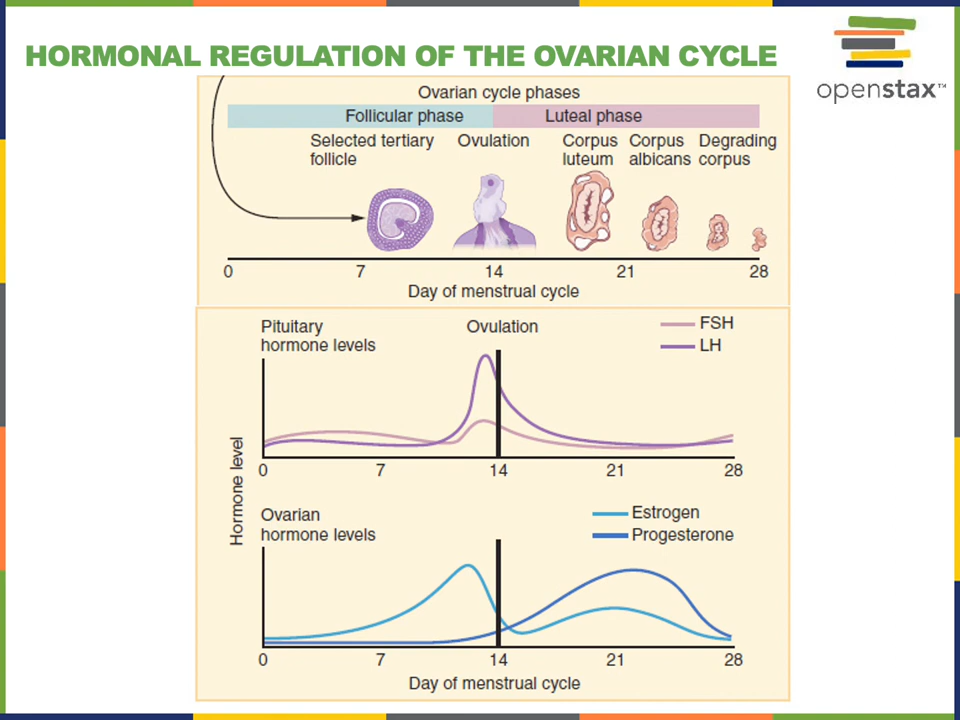 HORMONAL REGULATION OF THE OVARIAN CYCLE
openstax™
Ovarian cycle phases
Follicular phase
Luteal phase
Selected tertiary
follicle
Ovulation
Corpus
luteum
Corpus
albicans
Degrading
corpus
0 7 14 21 28
Day of menstrual cycle
Pituitary
hormone levels
Ovulation
FSH
LH
0 7 14 21 28
Hormone level
Ovarian
hormone levels
Estrogen
Progesterone
0 7 14 21 28
Day of menstrual cycle